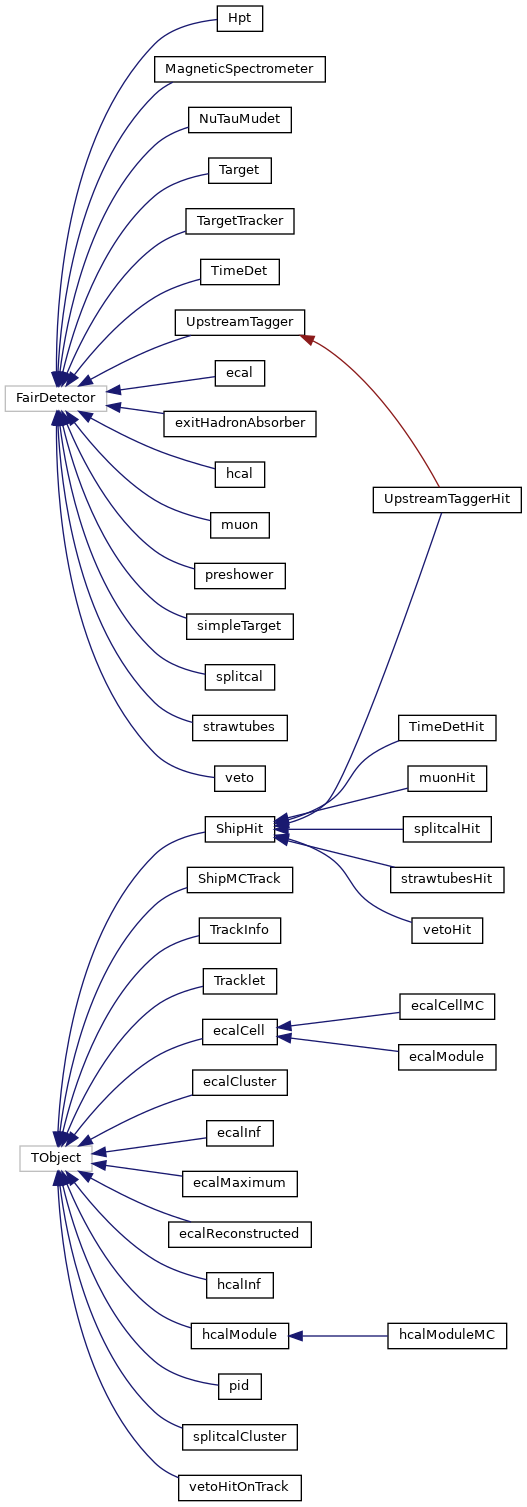 Hpt
MagneticSpectrometer
NuTauMudet
Target
TargetTracker
TimeDet
UpstreamTagger
ecal
FairDetector
exitHadronAbsorber
hcal
UpstreamTaggerHit
muon
preshower
simpleTarget
splitcal
strawtubes
TimeDetHit
veto
muonHit
ShipHit
splitcalHit
ShipMCTrack
strawtubesHit
TrackInfo
vetoHit
Tracklet
ecalCellMC
ecalCell
ecalModule
ecalCluster
ecalInf
TObject
ecalMaximum
ecalReconstructed
hcalInf
hcalModule
hcalModuleMC
pid
splitcalCluster
vetoHitOnTrack